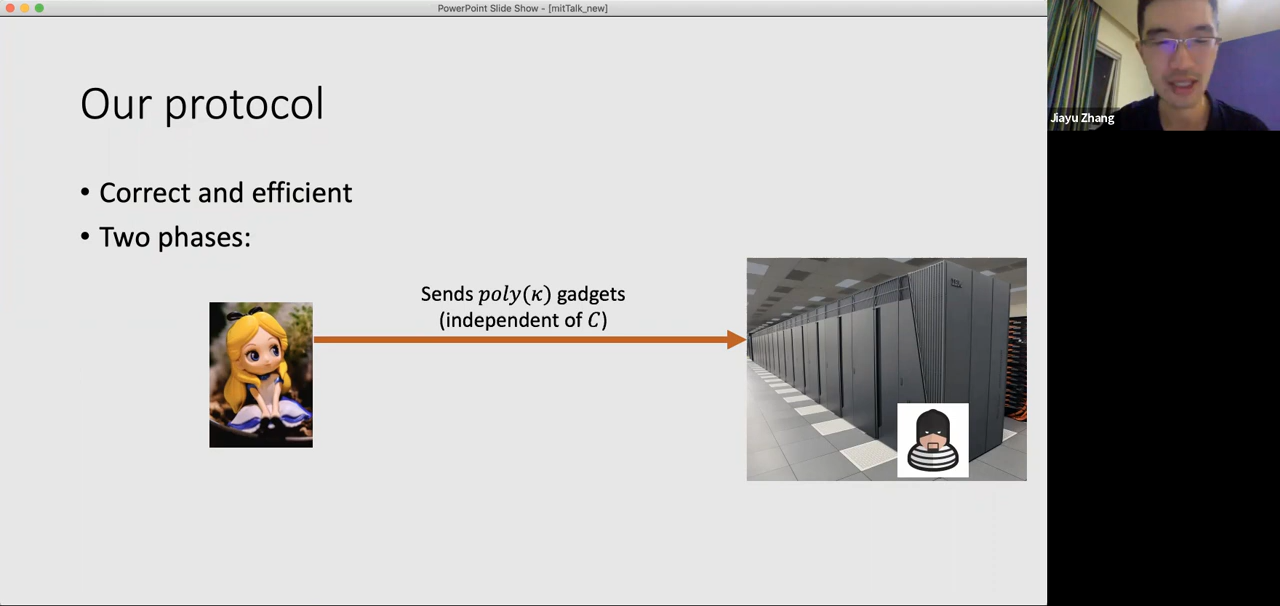 PowerPoint Slide Show - [mitTalk_new]
Our protocol
• Correct and efficient
• Two phases:
Sends poly(κ) gadgets
(independent of C)
Jiayu Zhang